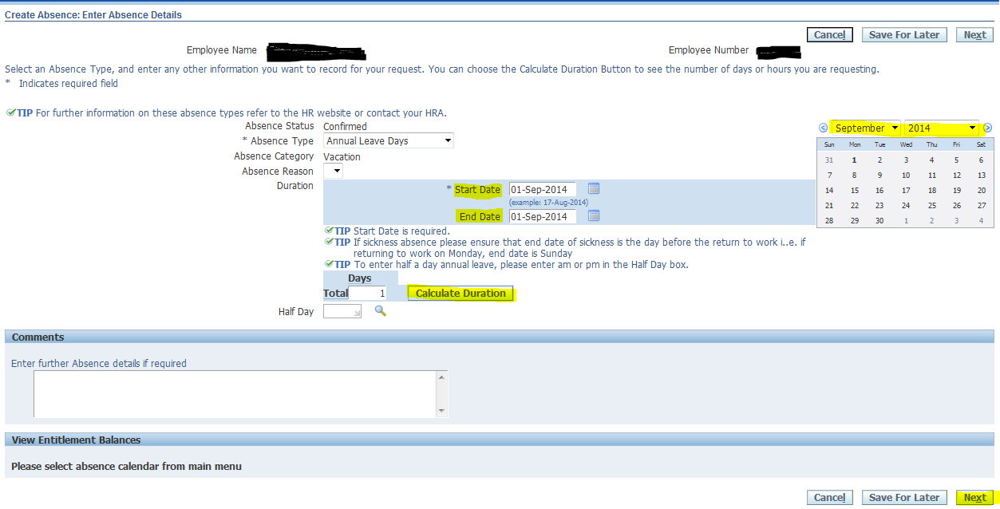 Create Absence: Enter Absence Details
Cancel Save For Later Next
Employee Name Employee Number
Select an Absence Type, and enter any other information you want to record for your request. You can choose the Calculate Duration Button to see the number of days or hours you are requesting.
* Indicates required field
TIP For further information on these absence types refer to the HR website or contact your HRA.
Absence Status Confirmed
* Absence Type Annual Leave Days
Absence Category Vacation
Absence Reason
Duration
* Start Date 01-Sep-2014
(example: 17-Aug-2014)
End Date 01-Sep-2014
TIP Start Date is required.
TIP If sickness absence please ensure that end date of sickness is the day before the return to work i..e. if
returning to work on Monday, end date is Sunday
TIP To enter half a day annual leave, please enter am or pm in the Half Day box.
Days
Total 1 Calculate Duration
Half Day
September 2014
Sun Mon Tue Wed Thu Fri Sat
31 1 2 3 4 5 6
7 8 9 10 11 12 13
14 15 16 17 18 19 20
21 22 23 24 25 26 27
28 29 30 1 2 3 4
Comments
Enter further Absence details if required
View Entitlement Balances
Please select absence calendar from main menu
Cancel Save For Later Next